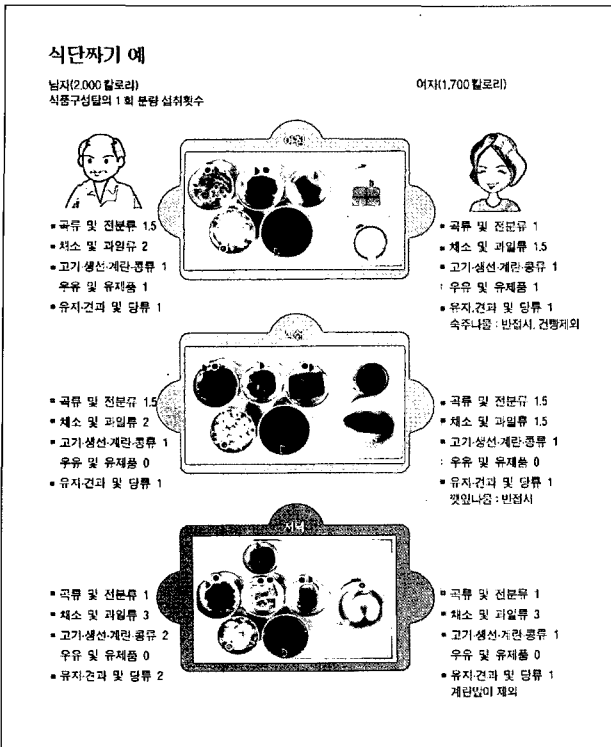 식단짜기 예
남자(2,000 칼로리)
식품구성탑의 1 회 분량 섭취횟수
여자(1,700 칼로리)
아침
▪ 곡류 및 전분류 1.5
▪ 채소 및 과일류 2
▪ 고기·생선·계란·콩류 1
우유 및 유제품 1
▪ 유지·견과 및 당류 1
▪ 곡류 및 전분류 1
▪ 채소 및 과일류 1.5
▪ 고기·생선·계란·콩류 1
우유 및 유제품 1
▪ 유지·견과 및 당류 1
숙주나물 : 반접시, 건빵제외
▪ 곡류 및 전분류 1.5
▪ 채소 및 과일류 2
▪ 고기·생선·계란·콩류 1
우유 및 유제품 0
▪ 유지·견과 및 당류 1
▪ 곡류 및 전분류 1.5
▪ 채소 및 과일류 1.5
▪ 고기·생선·계란·콩류 1
우유 및 유제품 0
▪ 유지·견과 및 당류 1
깻잎나물 : 반접시
저녁
▪ 곡류 및 전분류 1
▪ 채소 및 과일류 3
▪ 고기·생선·계란·콩류 2
우유 및 유제품 0
▪ 유지·견과 및 당류 2
▪ 곡류 및 전분류 1
▪ 채소 및 과일류 3
▪ 고기·생선·계란·콩류 1
우유 및 유제품 0
▪ 유지·견과 및 당류 1
제외